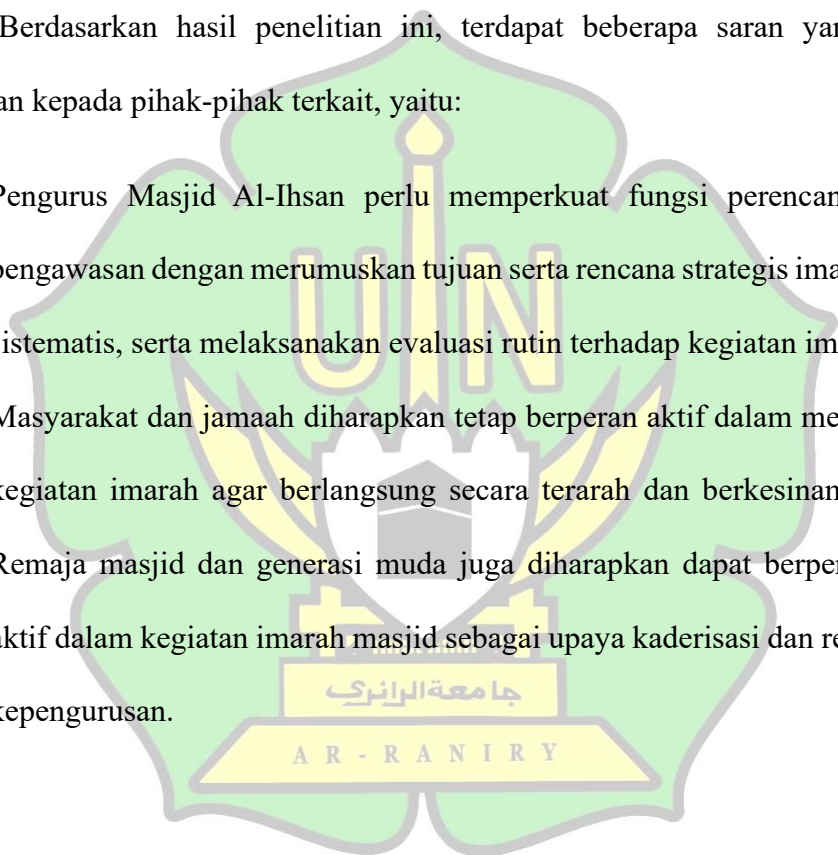 Berdasarkan hasil penelitian ini, terdapat beberapa saran yan
an kepada pihak-pihak terkait, yaitu:
Pengurus Masjid Al-Ihsan perlu memperkuat fungsi perencan
pengawasan dengan merumuskan tujuan serta rencana strategis ima
istematis, serta melaksanakan evaluasi rutin terhadap kegiatan im
Masyarakat dan jamaah diharapkan tetap berperan aktif dalam me
kegiatan imarah agar berlangsung secara terarah dan berkesinan
Remaja masjid dan generasi muda juga diharapkan dapat berper
aktif dalam kegiatan imarah masjid sebagai upaya kaderisasi dan re
kepengurusan.
UIN
جامعة الرانري
AR-RANIRY